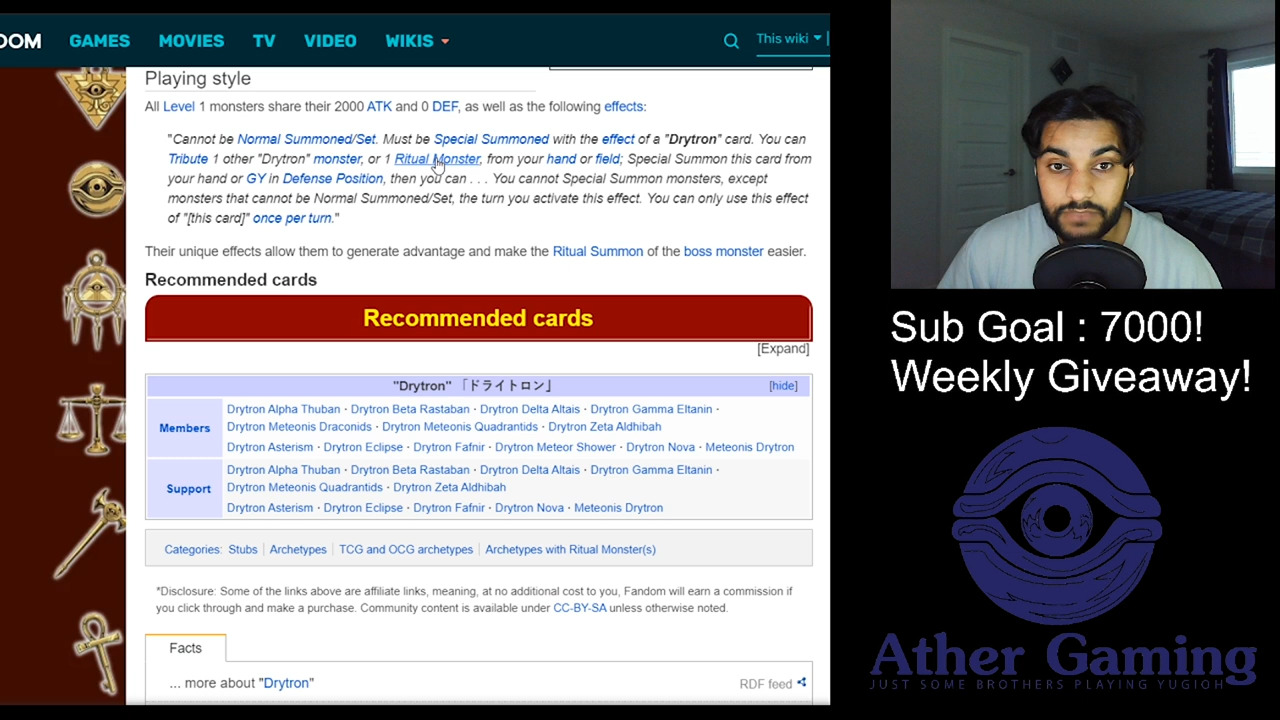 OOM GAMES MOVIES TV VIDEO WIKIS This wiki
Playing style
All Level 1 monsters share their 2000 ATK and 0 DEF, as well as the following effects:
"Cannot be Normal Summoned/Set. Must be Special Summoned with the effect of a "Drytron" card. You can
Tribute 1 other "Drytron" monster, or 1 Ritual Monster, from your hand or field; Special Summon this card from
your hand or GY in Defense Position, then you can . . . You cannot Special Summon monsters, except
monsters that cannot be Normal Summoned/Set, the turn you activate this effect. You can only use this effect
of "[this card]" once per turn."
Their unique effects allow them to generate advantage and make the Ritual Summon of the boss monster easier.
Recommended cards
Recommended cards
[Expand]
"Drytron" 「ドライトロン」 [hide]
Members
Drytron Alpha Thuban · Drytron Beta Rastaban · Drytron Delta Altais · Drytron Gamma Eltanin ·
Drytron Meteonis Draconids · Drytron Meteonis Quadrantids · Drytron Zeta Aldhibah
Drytron Asterism · Drytron Eclipse · Drytron Fafnir · Drytron Meteor Shower · Drytron Nova · Meteonis Drytron
Support
Drytron Alpha Thuban · Drytron Beta Rastaban · Drytron Delta Altais · Drytron Gamma Eltanin ·
Drytron Meteonis Quadrantids · Drytron Zeta Aldhibah
Drytron Asterism · Drytron Eclipse · Drytron Fafnir · Drytron Nova · Meteonis Drytron
Categories: Stubs | Archetypes | TCG and OCG archetypes | Archetypes with Ritual Monster(s)
*Disclosure: Some of the links above are affiliate links, meaning, at no additional cost to you, Fandom will earn a commission if
you click through and make a purchase. Community content is available under CC-BY-SA unless otherwise noted.
Facts
... more about "Drytron" RDF feed
Sub Goal : 7000!
Weekly Giveaway!
Ather Gaming
JUST SOME BROTHERS PLAYING YUGIOH